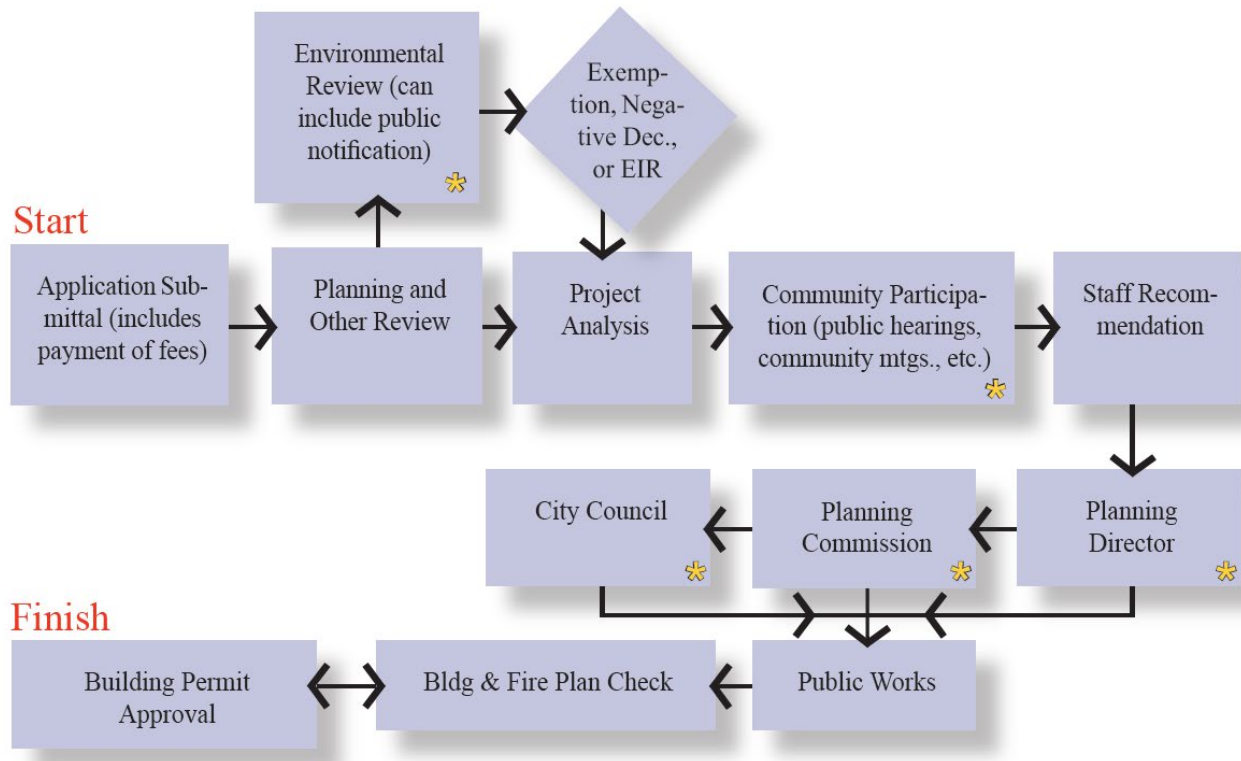 Environmental
Review (can
include public
notification)
*
Exemp-
tion, Nega-
tive Dec.,
or EIR
Start
Application Sub-
mittal (includes
payment of fees)
Planning and
Other Review
Project
Analysis
Community Participa-
tion (public hearings,
community mtgs., etc.)
*
Staff Recom-
mendation
City Council
*
Planning
Commission
*
Planning
Director
*
Finish
Building Permit
Approval
Bldg & Fire Plan Check
Public Works